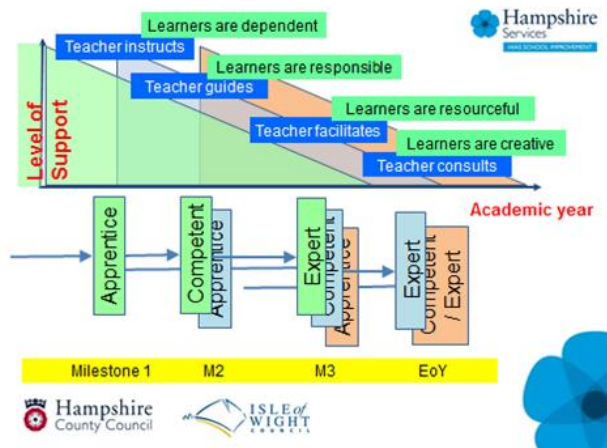 Learners are dependent
Hampshire
Services
HIAS SCHOOL IMPROVEMENT
Teacher instructs
Learners are responsible
Teacher guides
Learners are resourceful
Teacher facilitates
Learners are creative
Teacher consults
Level of
Support
Academic year
Apprentice
Competent
Apprentice
Expert
Competent
Apprentice
Expert
Competent
/ Expert
Milestone 1 M2 M3 EoY
Hampshire
County Council
ISLE of
WIGHT
COUNCIL